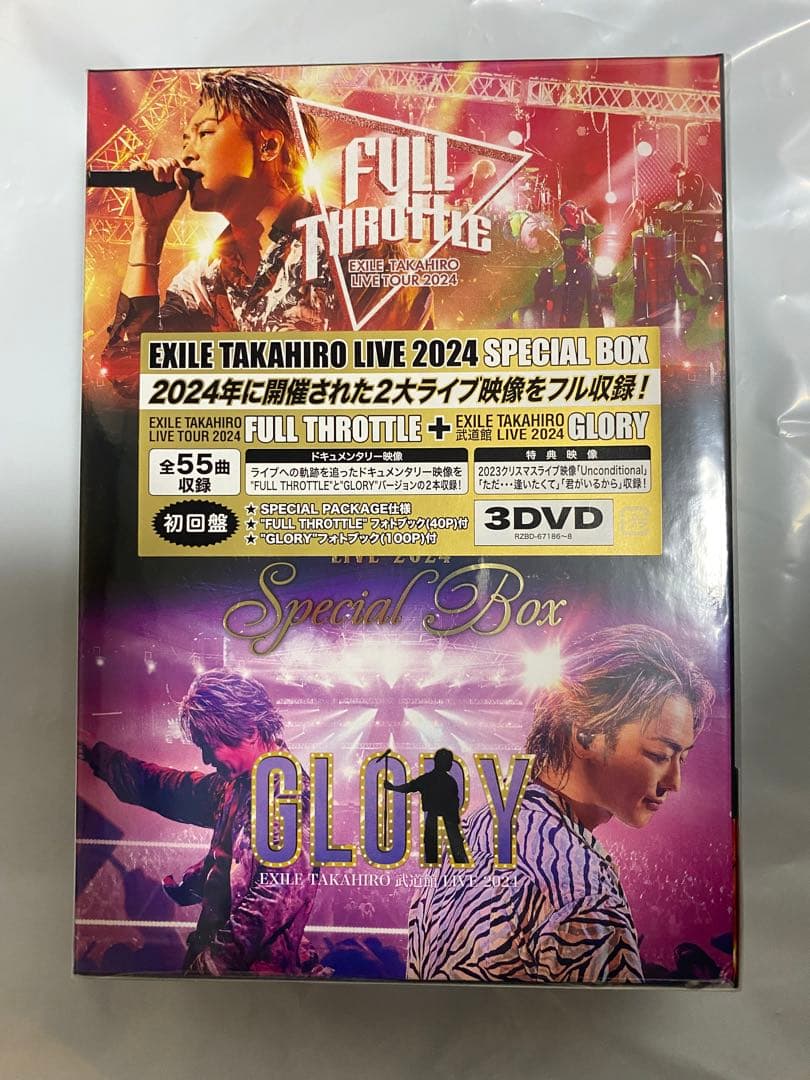 FULL
THROTTLE
EXILE TAKAHIRO
LIVE TOUR 2024
EXILE TAKAHIRO LIVE 2024 SPECIAL BOX
2024年に開催された2大ライブ映像をフル収録!
EXILE TAKAHIRO
LIVE TOUR 2024 FULL THROTTLE + EXILE TAKAHIRO
武道館 LIVE 2024 GLORY
全55曲
収録
ドキュメンタリー映像
ライブへの軌跡を追ったドキュメンタリー映像を
"FULL THROTTLE"と"GLORY"バージョンの2本収録!
特典映像
2023クリスマスライブ映像「Unconditional」
「ただ・・・逢いたくて」「君がいるから」収録!
初回盤
★ SPECIAL PACKAGE仕様
★ "FULL THROTTLE" フォトブック(40P)付
★ "GLORY"フォトブック(100P)付
3DVD
RZBD-67186〜8
LIVE 2024
Special Box
GLORY
EXILE TAKAHIRO 武道館 LIVE 2024